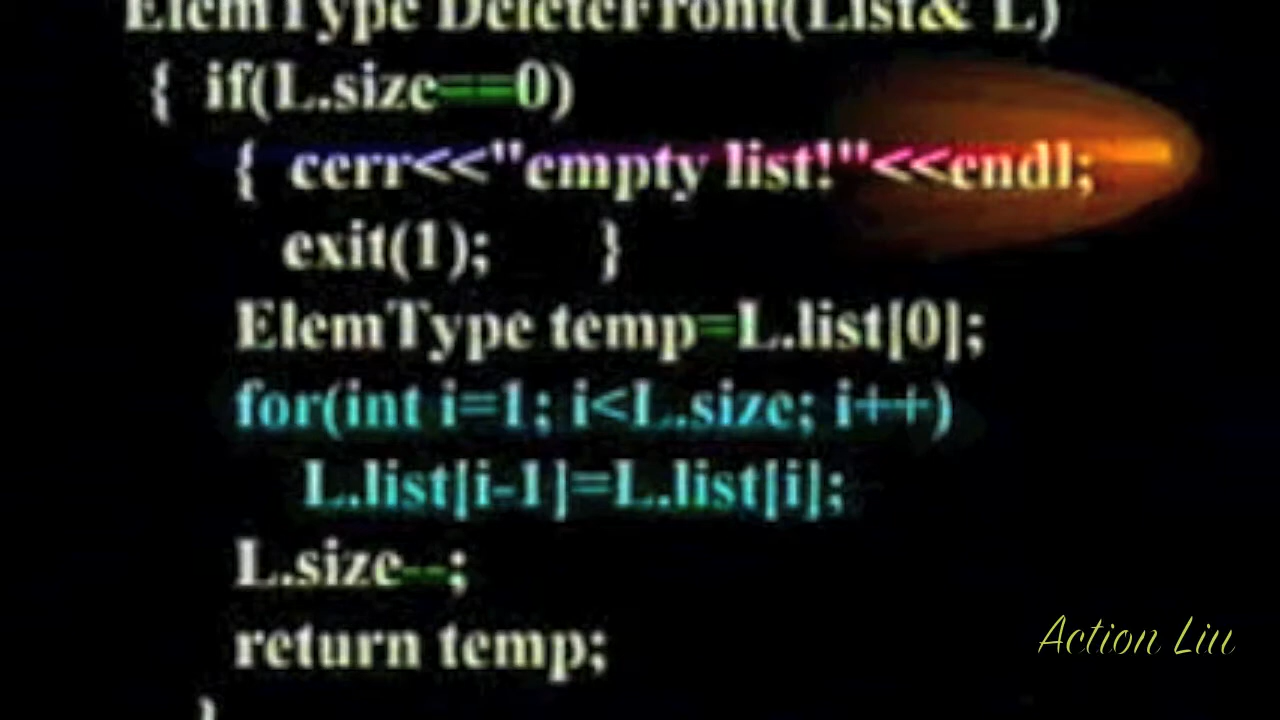 ElemType DeleteFront(List& L)
{ if(L.size==0)
{ cerr<<"empty list!"<<endl;
exit(1); }
ElemType temp=L.list[0];
for(int i=1; i<L.size; i++)
L.list[i-1]=L.list[i];
L.size--;
return temp;
}
Action Liu